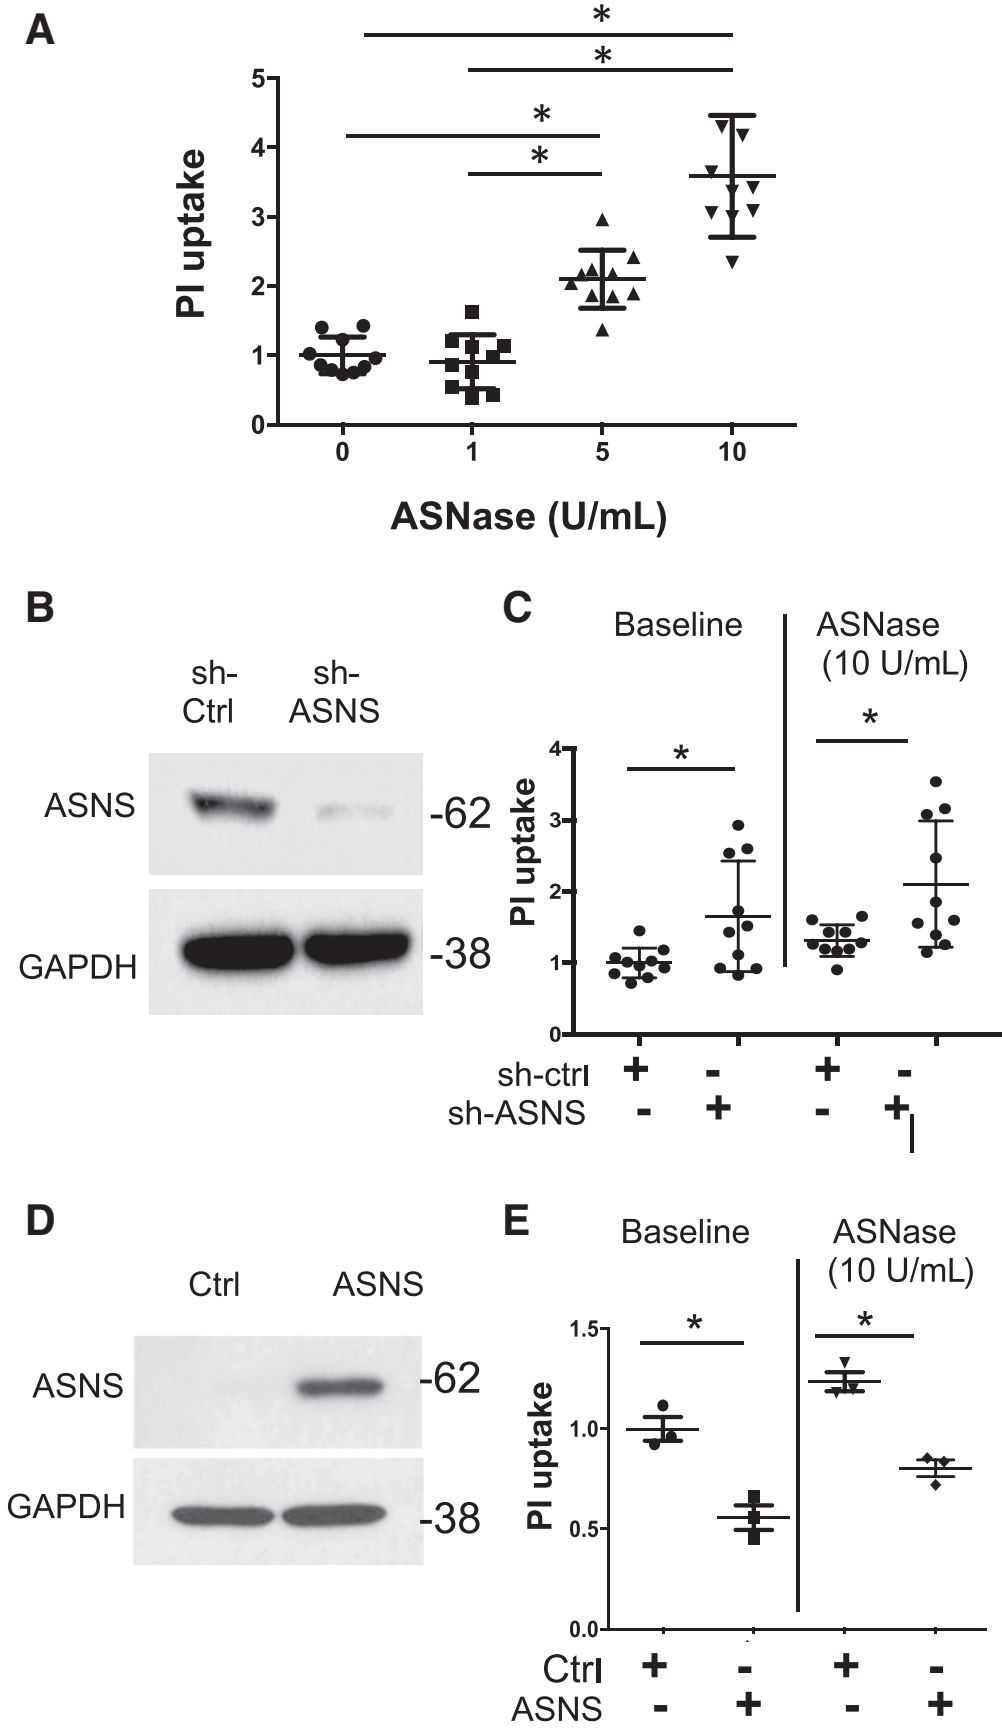 A
*
*
*
*
PI uptake
5
4
3
2
1
0
0 1 5 10
ASNase (U/mL)
B
sh-
Ctrl
sh-
ASNS
ASNS
-62
GAPDH
-38
C
Baseline
ASNase
(10 U/mL)
*
*
PI uptake
4
3
2
1
0
sh-ctrl + - + -
sh-ASNS - + - +
D
Ctrl ASNS
ASNS
-62
GAPDH
-38
E
Baseline
ASNase
(10 U/mL)
*
*
PI uptake
1.5
1.0
0.5
0.0
Ctrl + - + -
ASNS - + - +